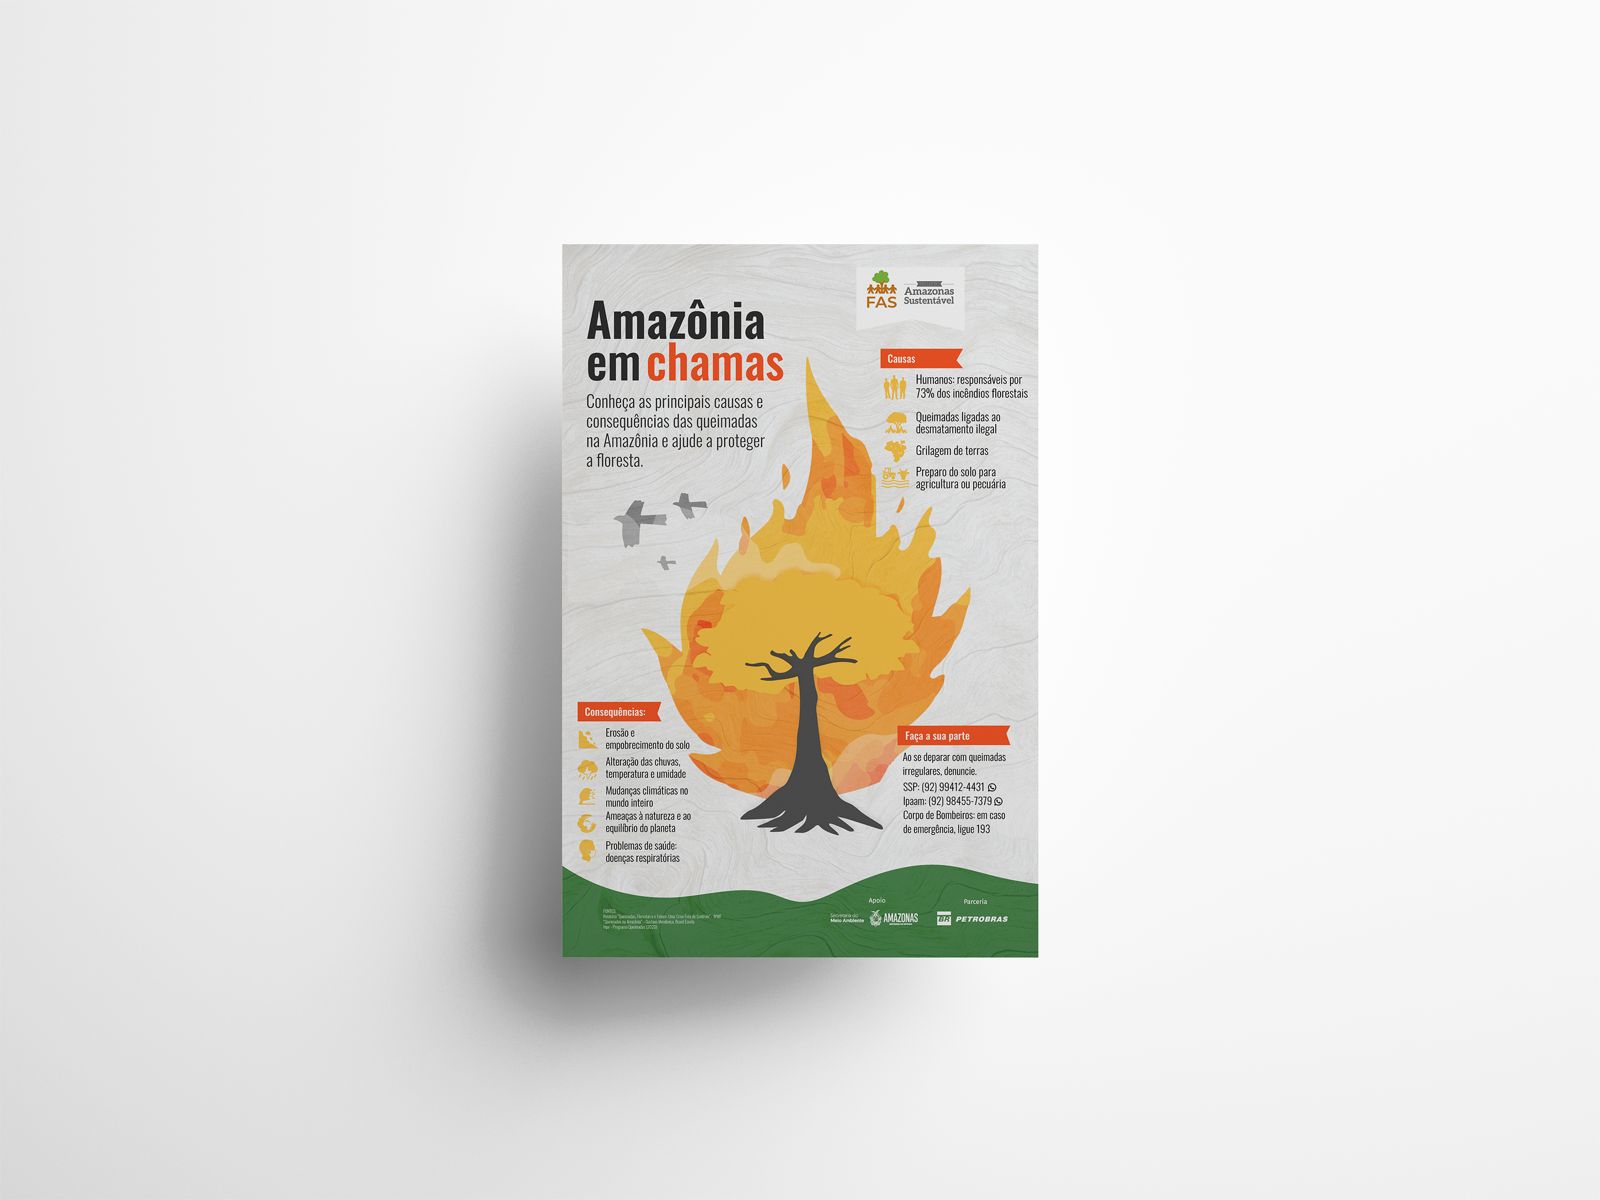 Amazônia
em chamas
Conheça as principais causas e
consequências das queimadas
na Amazônia e ajude a proteger
a floresta.
FAS
Amazonas
Sustentável
Causas
Humanos: responsáveis por
73% dos incêndios florestais
Queimadas ligadas ao
desmatamento ilegal
Grilagem de terras
Preparo do solo para
agricultura ou pecuária
Consequências:
Erosão e
empobrecimento do solo
Alteração das chuvas,
temperatura e umidade
Mudanças climáticas no
mundo inteiro
Ameaças à natureza e ao
equilíbrio do planeta
Problemas de saúde:
doenças respiratórias
Faça a sua parte
Ao se deparar com queimadas
irregulares, denuncie.
SSP: (92) 99412-4431
Ipaam: (92) 98455-7379
Corpo de Bombeiros: em caso
de emergência, ligue 193
Apoio
Secretaria do
Meio Ambiente
AMAZONAS
Parceria
BR PETROBRAS